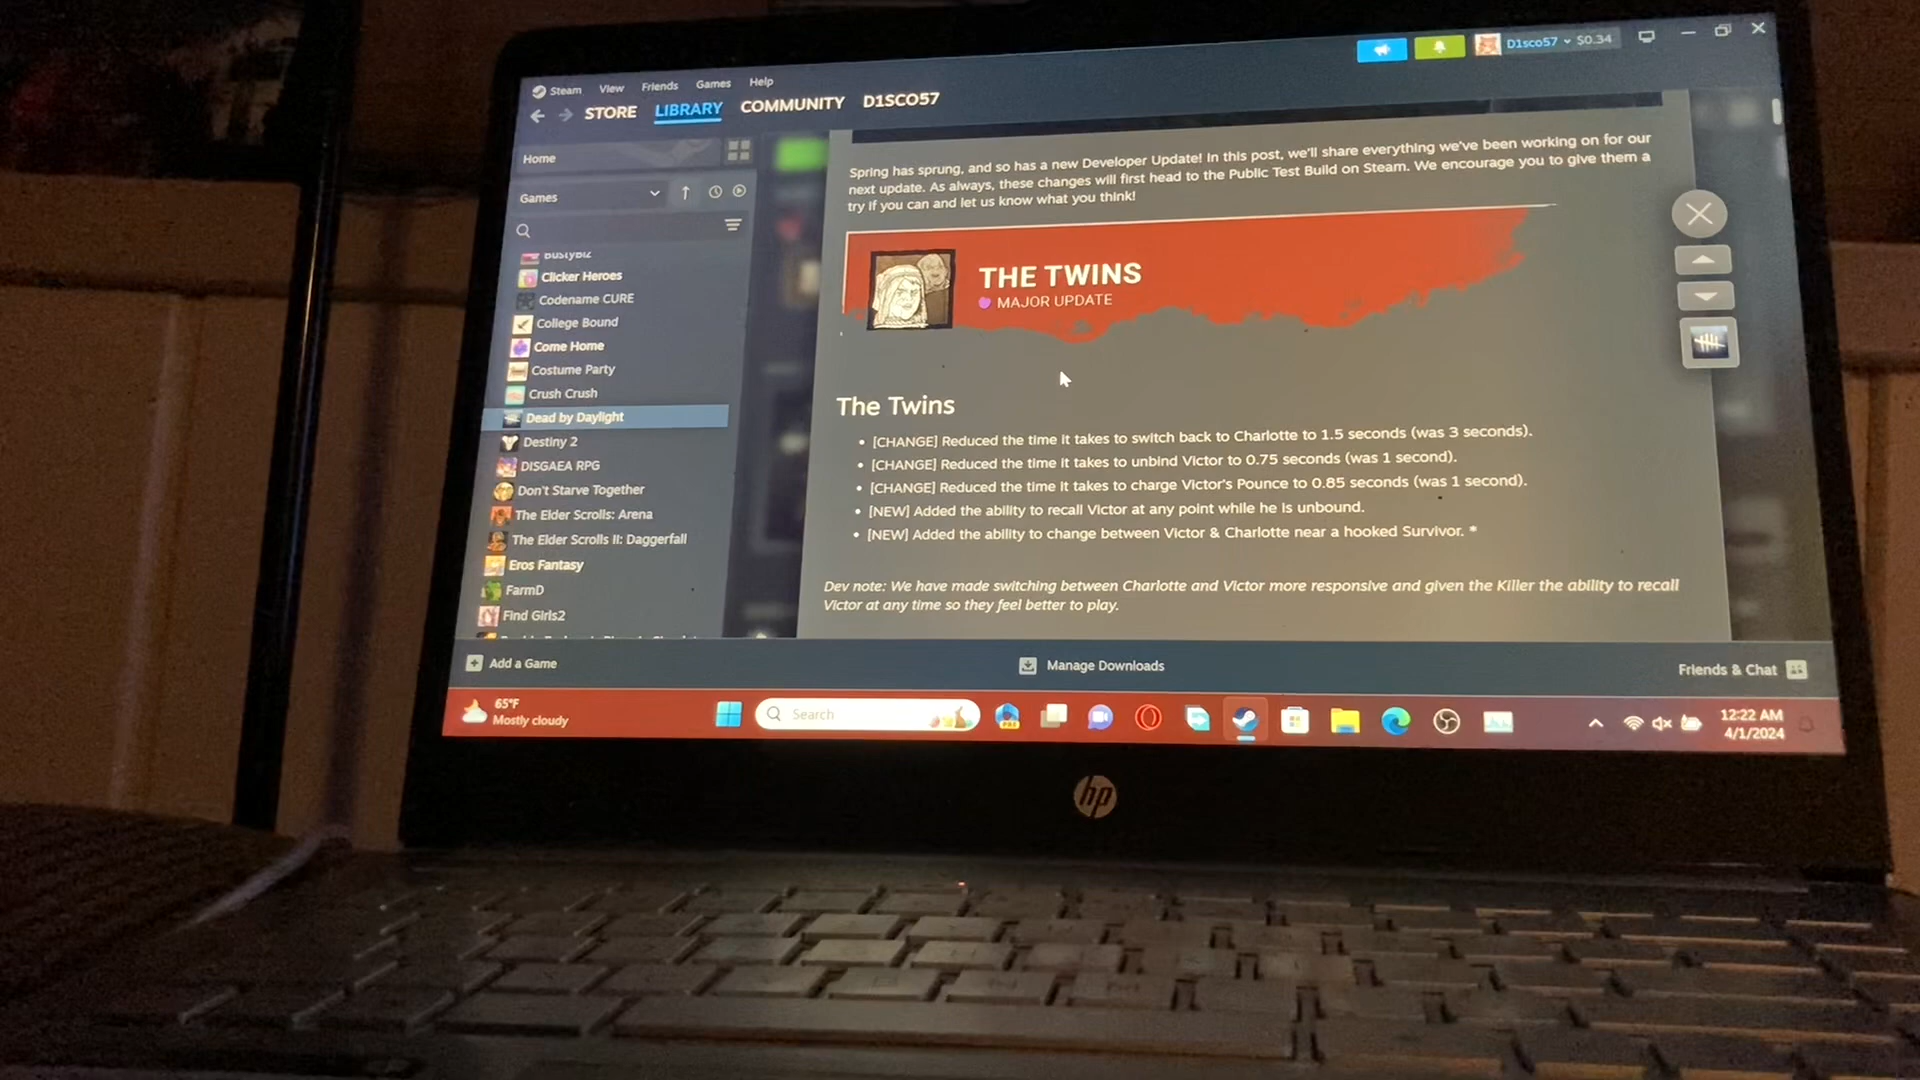 D1sco57 $0.34
Steam View Friends Games Help
STORE LIBRARY COMMUNITY D1SCO57
Home
Games
BustyBiz
Clicker Heroes
Codename CURE
College Bound
Come Home
Costume Party
Crush Crush
Dead by Daylight
Destiny 2
DISGAEA RPG
Don't Starve Together
The Elder Scrolls: Arena
The Elder Scrolls II: Daggerfall
Eros Fantasy
FarmD
Find Girls2
Spring has sprung, and so has a new Developer Update! In this post, we'll share everything we've been working on for our
next update. As always, these changes will first head to the Public Test Build on Steam. We encourage you to give them a
try if you can and let us know what you think!
THE TWINS
MAJOR UPDATE
The Twins
• [CHANGE] Reduced the time it takes to switch back to Charlotte to 1.5 seconds (was 3 seconds).
• [CHANGE] Reduced the time it takes to unbind Victor to 0.75 seconds (was 1 second).
• [CHANGE] Reduced the time it takes to charge Victor's Pounce to 0.85 seconds (was 1 second).
• [NEW] Added the ability to recall Victor at any point while he is unbound.
• [NEW] Added the ability to change between Victor & Charlotte near a hooked Survivor. *
Dev note: We have made switching between Charlotte and Victor more responsive and given the Killer the ability to recall
Victor at any time so they feel better to play.
Add a Game
Manage Downloads
Friends & Chat
65°F
Mostly cloudy
Search
12:22 AM
4/1/2024
hp